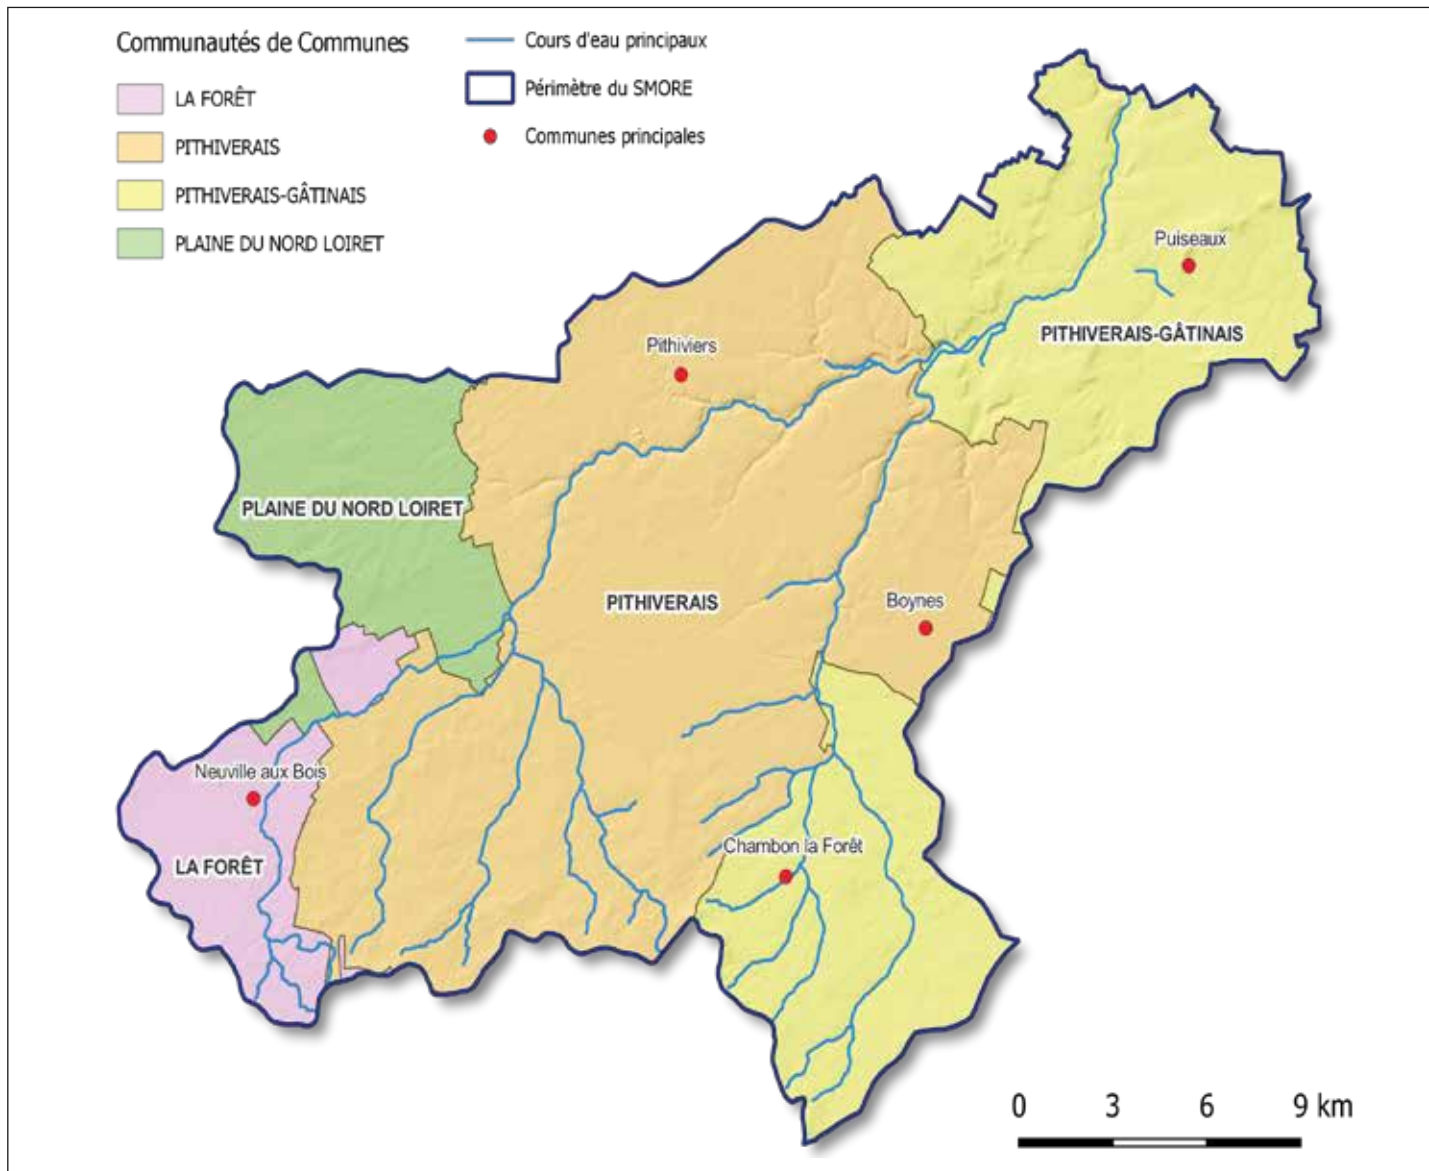 Communautés de Communes
LA FORÊT
PITHIVERAIS
PITHIVERAIS-GÂTINAIS
PLAINE DU NORD LOIRET
Cours d'eau principaux
Périmètre du SMORE
Communes principales
Puiseaux
PITHIVERAIS-GÂTINAIS
Pithiviers
PLAINE DU NORD LOIRET
PITHIVERAIS
Boynes
Neuville aux Bois
Chambon la Forêt
LA FORÊT
0 3 6 9 km